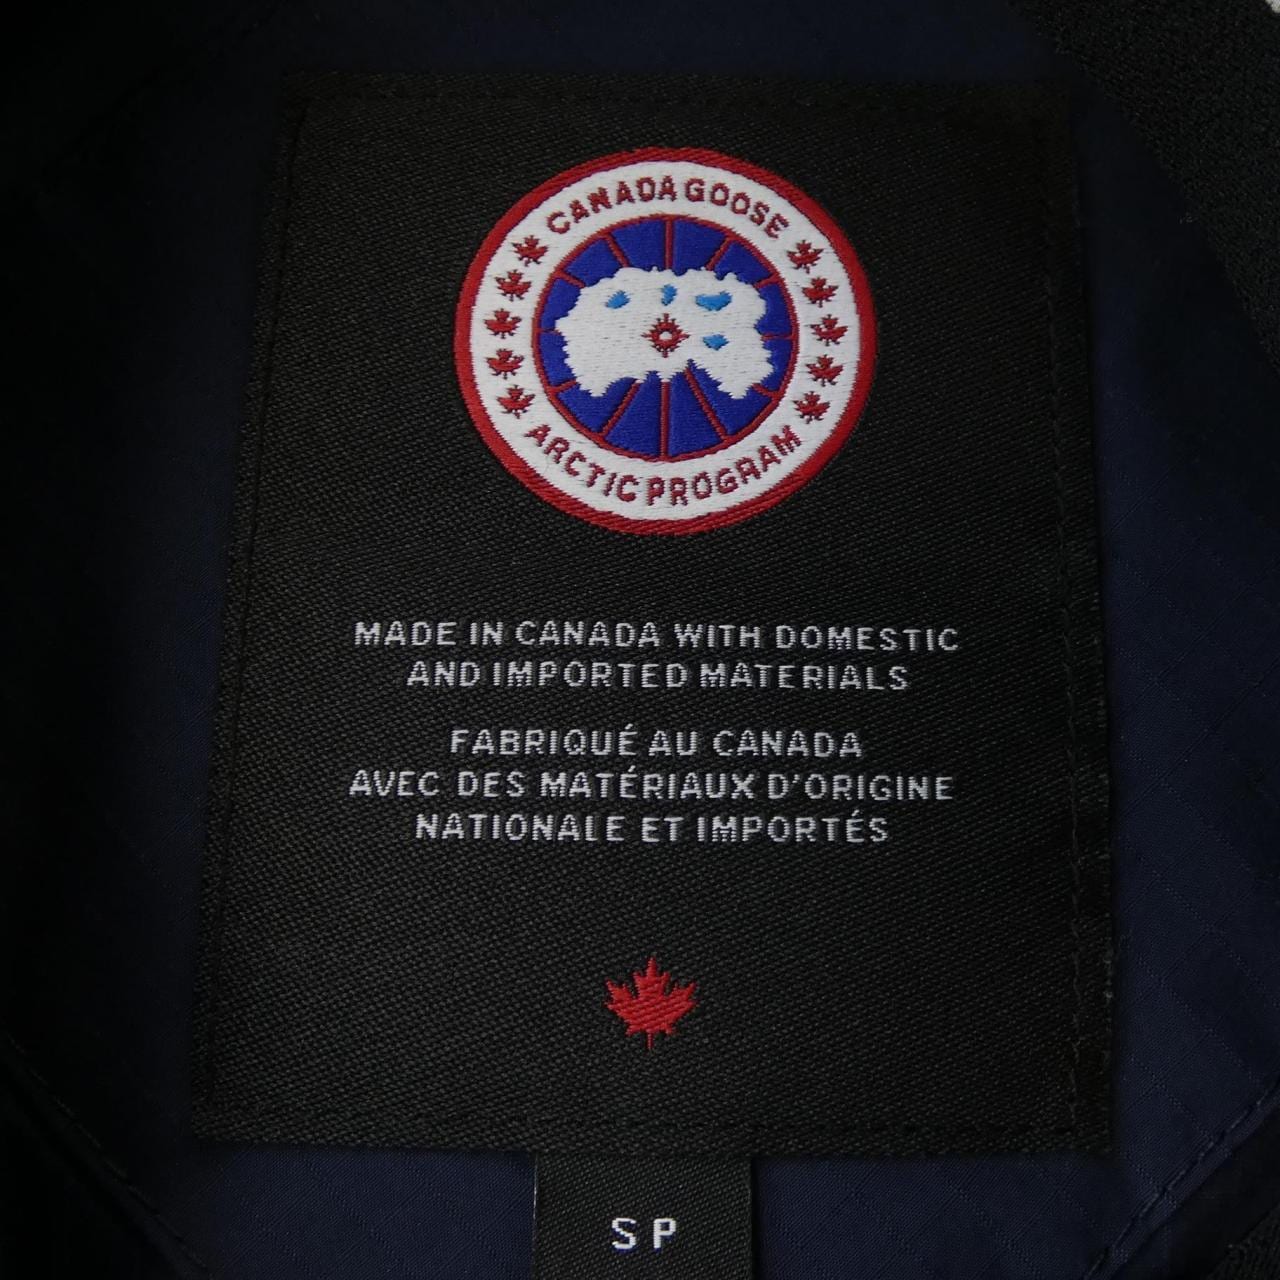 CANADA GOOSE
ARCTIC PROGRAM
MADE IN CANADA WITH DOMESTIC
AND IMPORTED MATERIALS
FABRIQUÉ AU CANADA
AVEC DES MATÉRIAUX D'ORIGINE
NATIONALE ET IMPORTÉS
SP